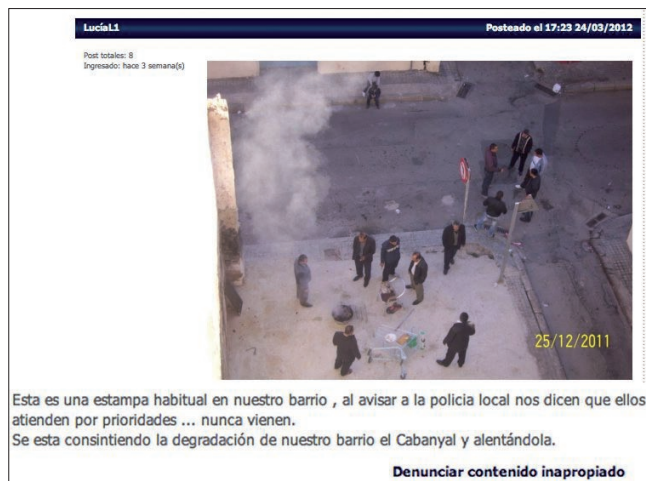 LucíaL1 Posteado el 17:23 24/03/2012
Post totales: 8
Ingresado: hace 3 semana(s)
25/12/2011
Esta es una estampa habitual en nuestro barrio , al avisar a la policia local nos dicen que ellos
atienden por prioridades ... nunca vienen.
Se esta consintiendo la degradación de nuestro barrio el Cabanyal y alentándola.
Denunciar contenido inapropiado